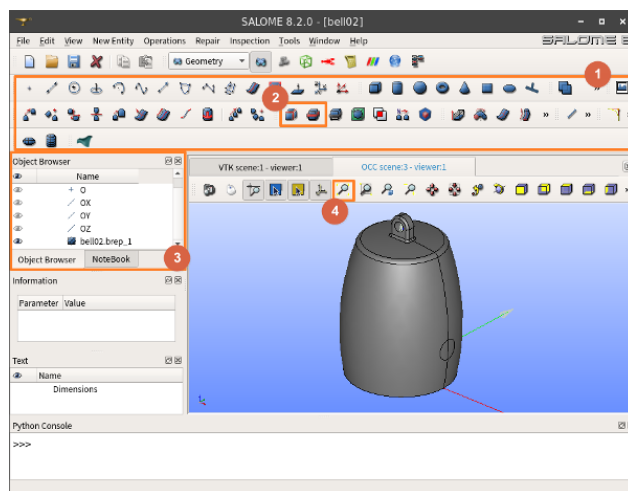 SALOME 8.2.0 - [bell02]
File Edit View New Entity Operations Repair Inspection Tools Window Help
SALOME 8
Geometry
1
2
Object Browser
Name
O
OX
OY
OZ
bell02.brep_1
Object Browser NoteBook
3
VTK scene:1 - viewer:1 OCC scene:3 - viewer:1
4
Information
Parameter Value
Text
Name
Dimensions
Python Console
>>>